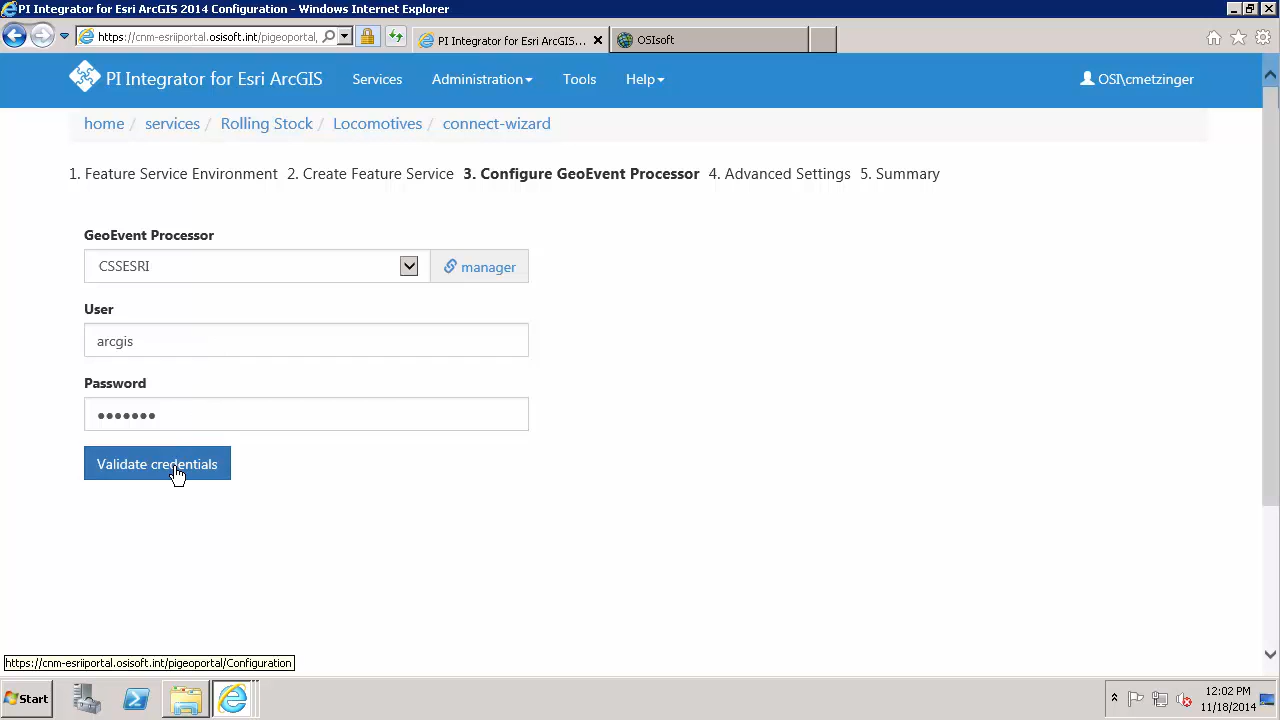 PI Integrator for Esri ArcGIS 2014 Configuration - Windows Internet Explorer
https://cnm-esriiportal.osisoft.int/pigeoportal,
PI Integrator for Esri ArcGIS...
OSIsoft
PI Integrator for Esri ArcGIS Services Administration Tools Help OSI\cmetzinger
home / services / Rolling Stock / Locomotives / connect-wizard
1. Feature Service Environment 2. Create Feature Service 3. Configure GeoEvent Processor 4. Advanced Settings 5. Summary
GeoEvent Processor
CSSESRI manager
User
arcgis
Password
•••••••
Validate credentials
https://cnm-esriiportal.osisoft.int/pigeoportal/Configuration
Start
12:02 PM
11/18/2014